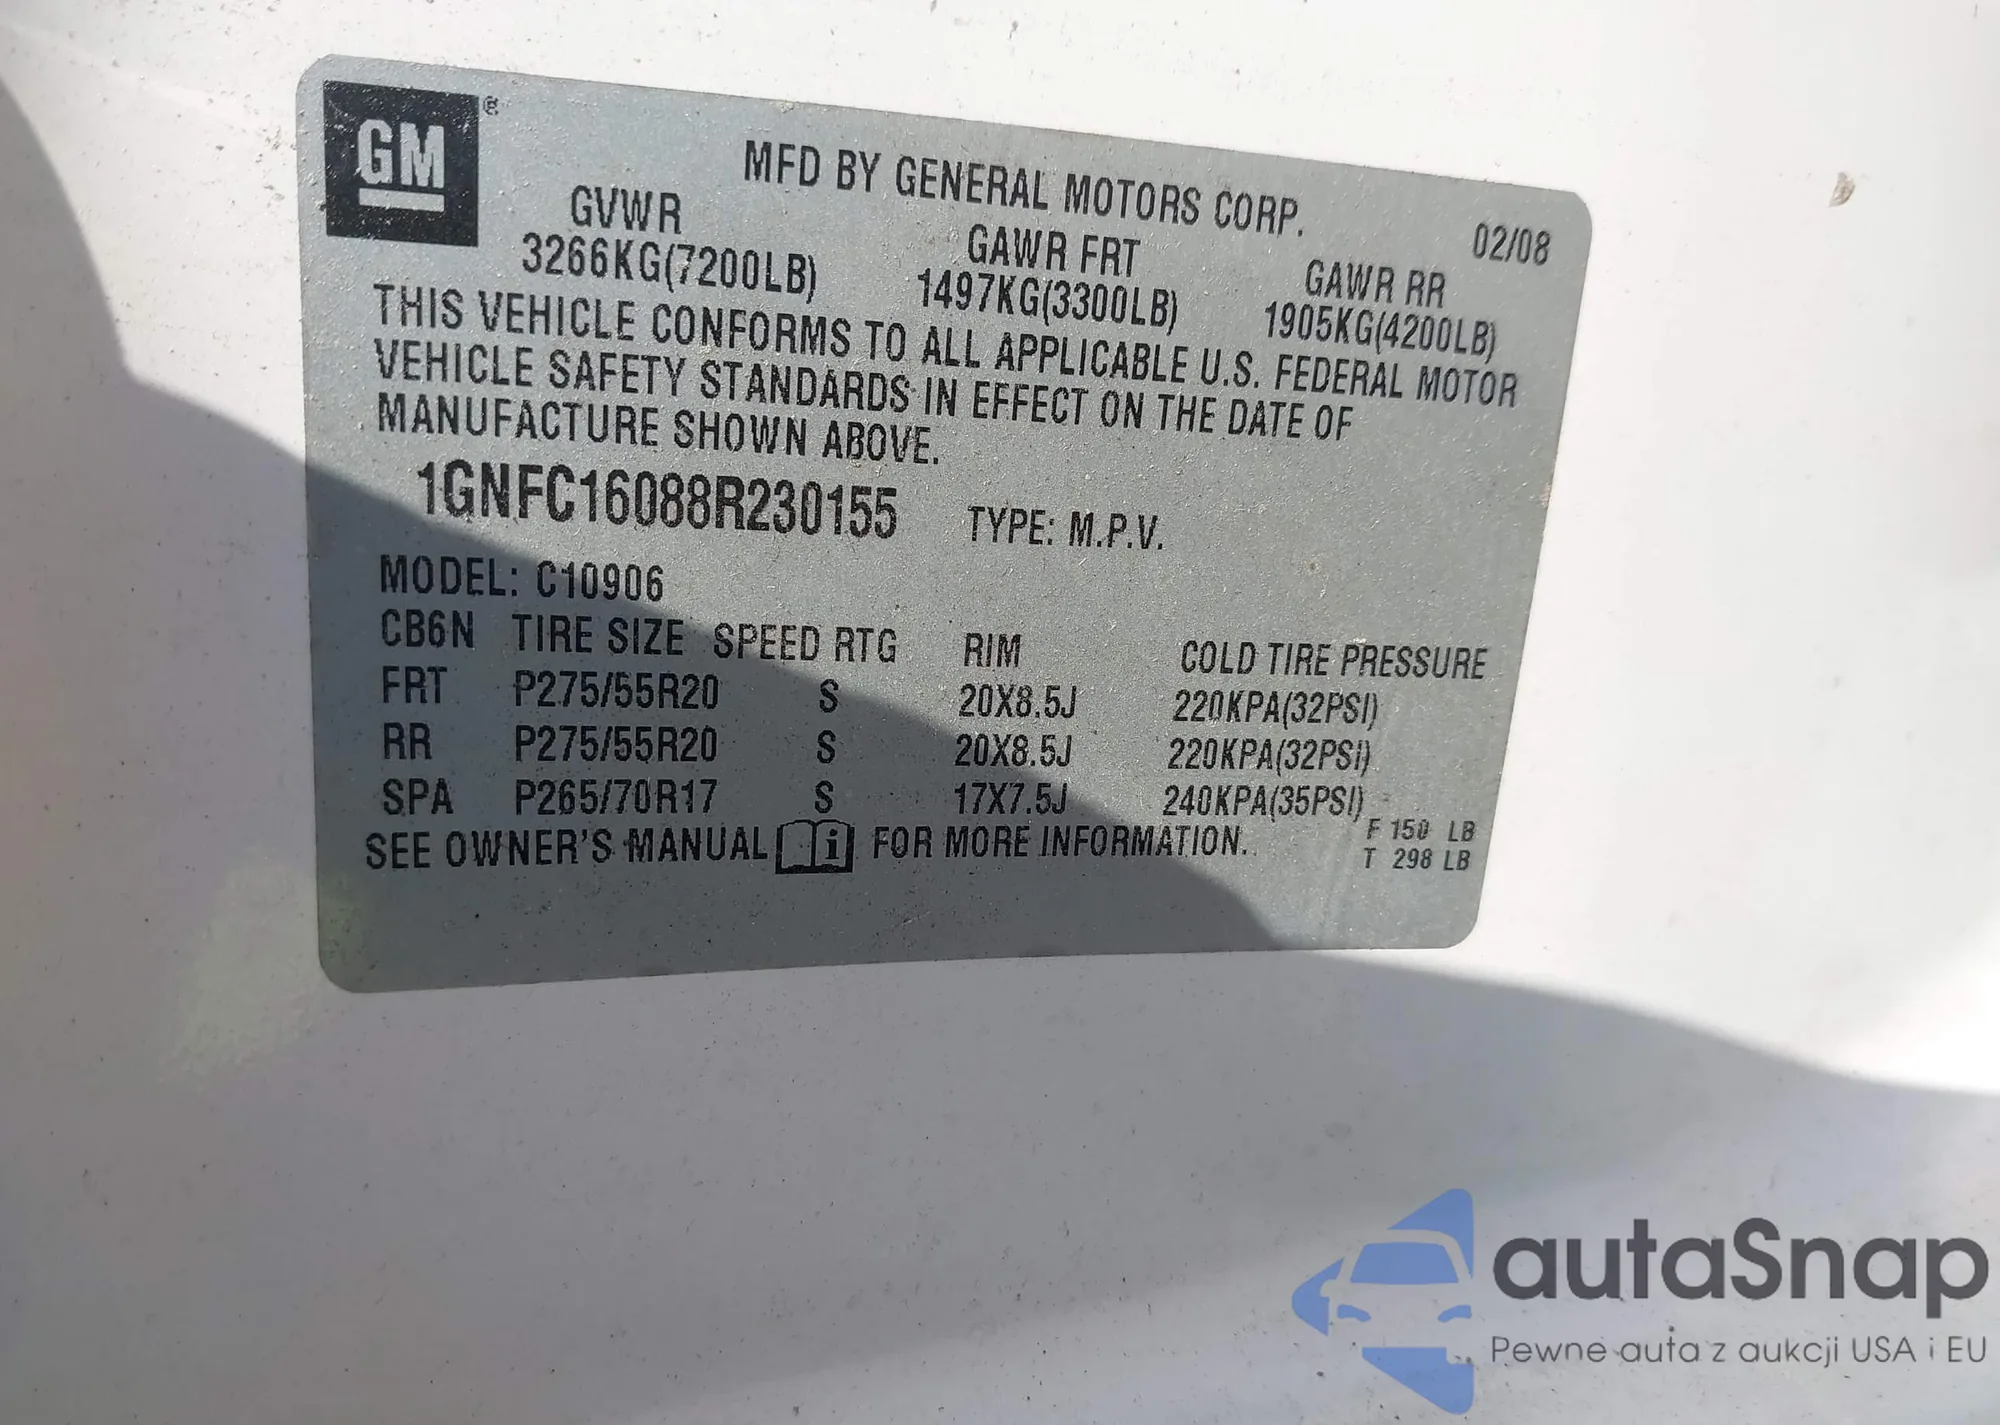 GM ®
MFD BY GENERAL MOTORS CORP.
02/08
GVWR GAWR FRT GAWR RR
3266KG(7200LB) 1497KG(3300LB) 1905KG(4200LB)
THIS VEHICLE CONFORMS TO ALL APPLICABLE U.S. FEDERAL MOTOR
VEHICLE SAFETY STANDARDS IN EFFECT ON THE DATE OF
MANUFACTURE SHOWN ABOVE.
1GNFC16088R230155 TYPE: M.P.V.
MODEL: C10906
CB6N TIRE SIZE SPEED RTG RIM COLD TIRE PRESSURE
FRT P275/55R20 S 20X8.5J 220KPA(32PSI)
RR P275/55R20 S 20X8.5J 220KPA(32PSI)
SPA P265/70R17 S 17X7.5J 240KPA(35PSI)
SEE OWNER'S MANUAL i FOR MORE INFORMATION.
F 150 LB
T 298 LB
autaSnap
Pewne auta z aukcji USA i EU